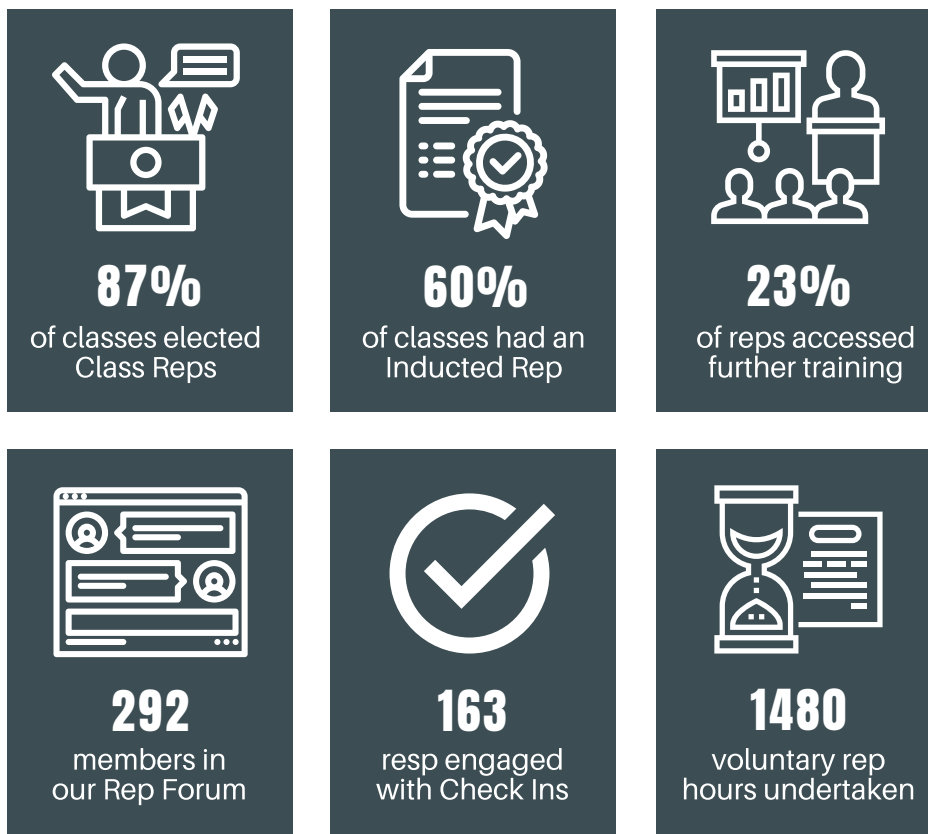 87%
of classes elected
Class Reps
60%
of classes had an
Inducted Rep
23%
of reps accessed
further training
292
members in
our Rep Forum
163
resp engaged
with Check Ins
1480
voluntary rep
hours undertaken